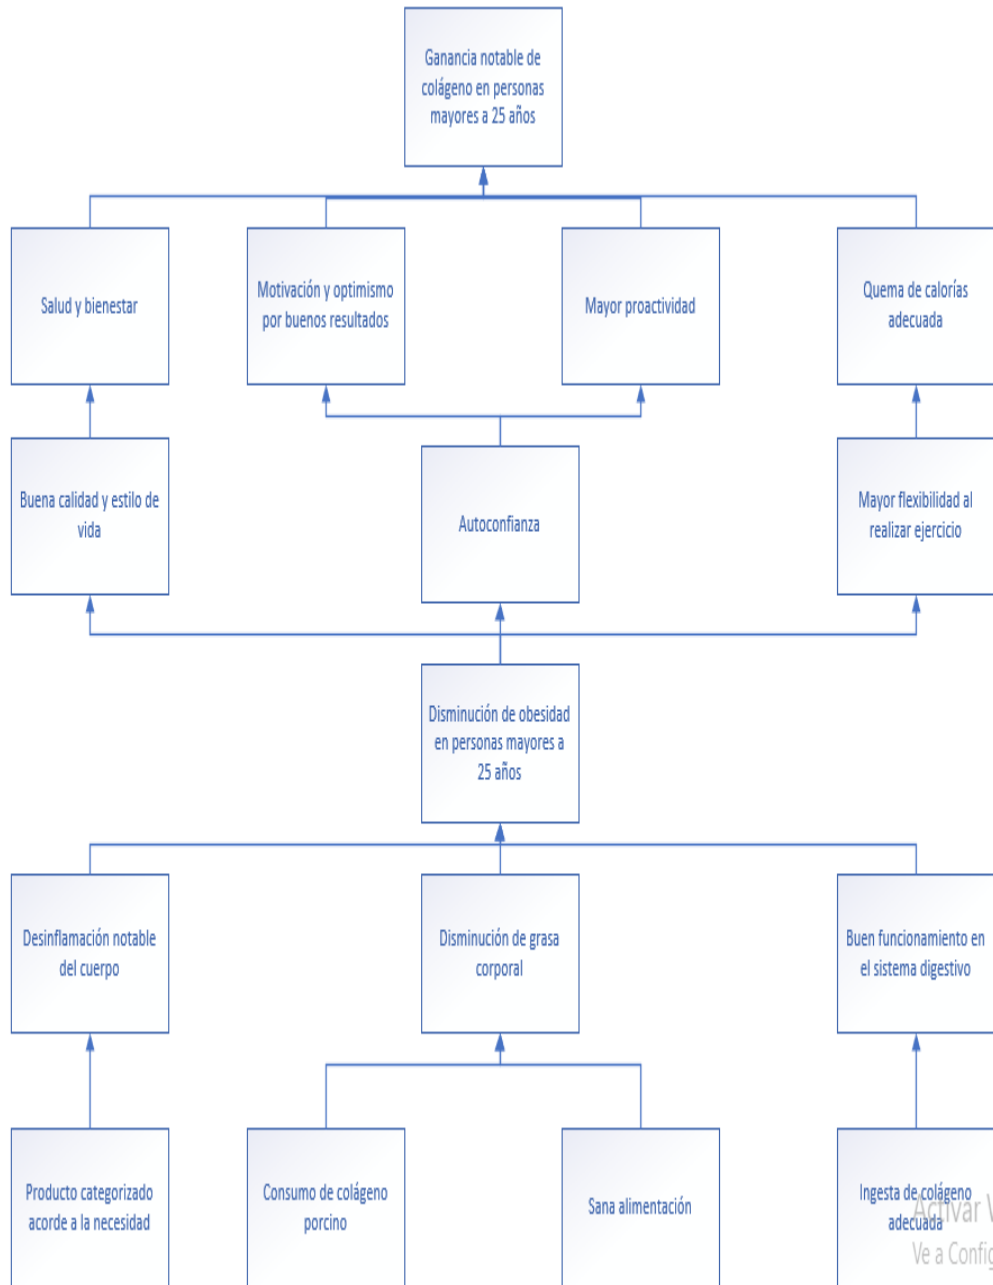 Ganancia notable de
colágeno en personas
mayores a 25 años
Salud y bienestar
Motivación y optimismo
por buenos resultados
Mayor proactividad
Quema de calorías
adecuada
Buena calidad y estilo de
vida
Autoconfianza
Mayor flexibilidad al
realizar ejercicio
Disminución de obesidad
en personas mayores a
25 años
Desinflamación notable
del cuerpo
Disminución de grasa
corporal
Buen funcionamiento en
el sistema digestivo
Producto categorizado
acorde a la necesidad
Consumo de colágeno
porcino
Sana alimentación
Ingesta de colágeno
adecuada
Activar W
Ve a Config